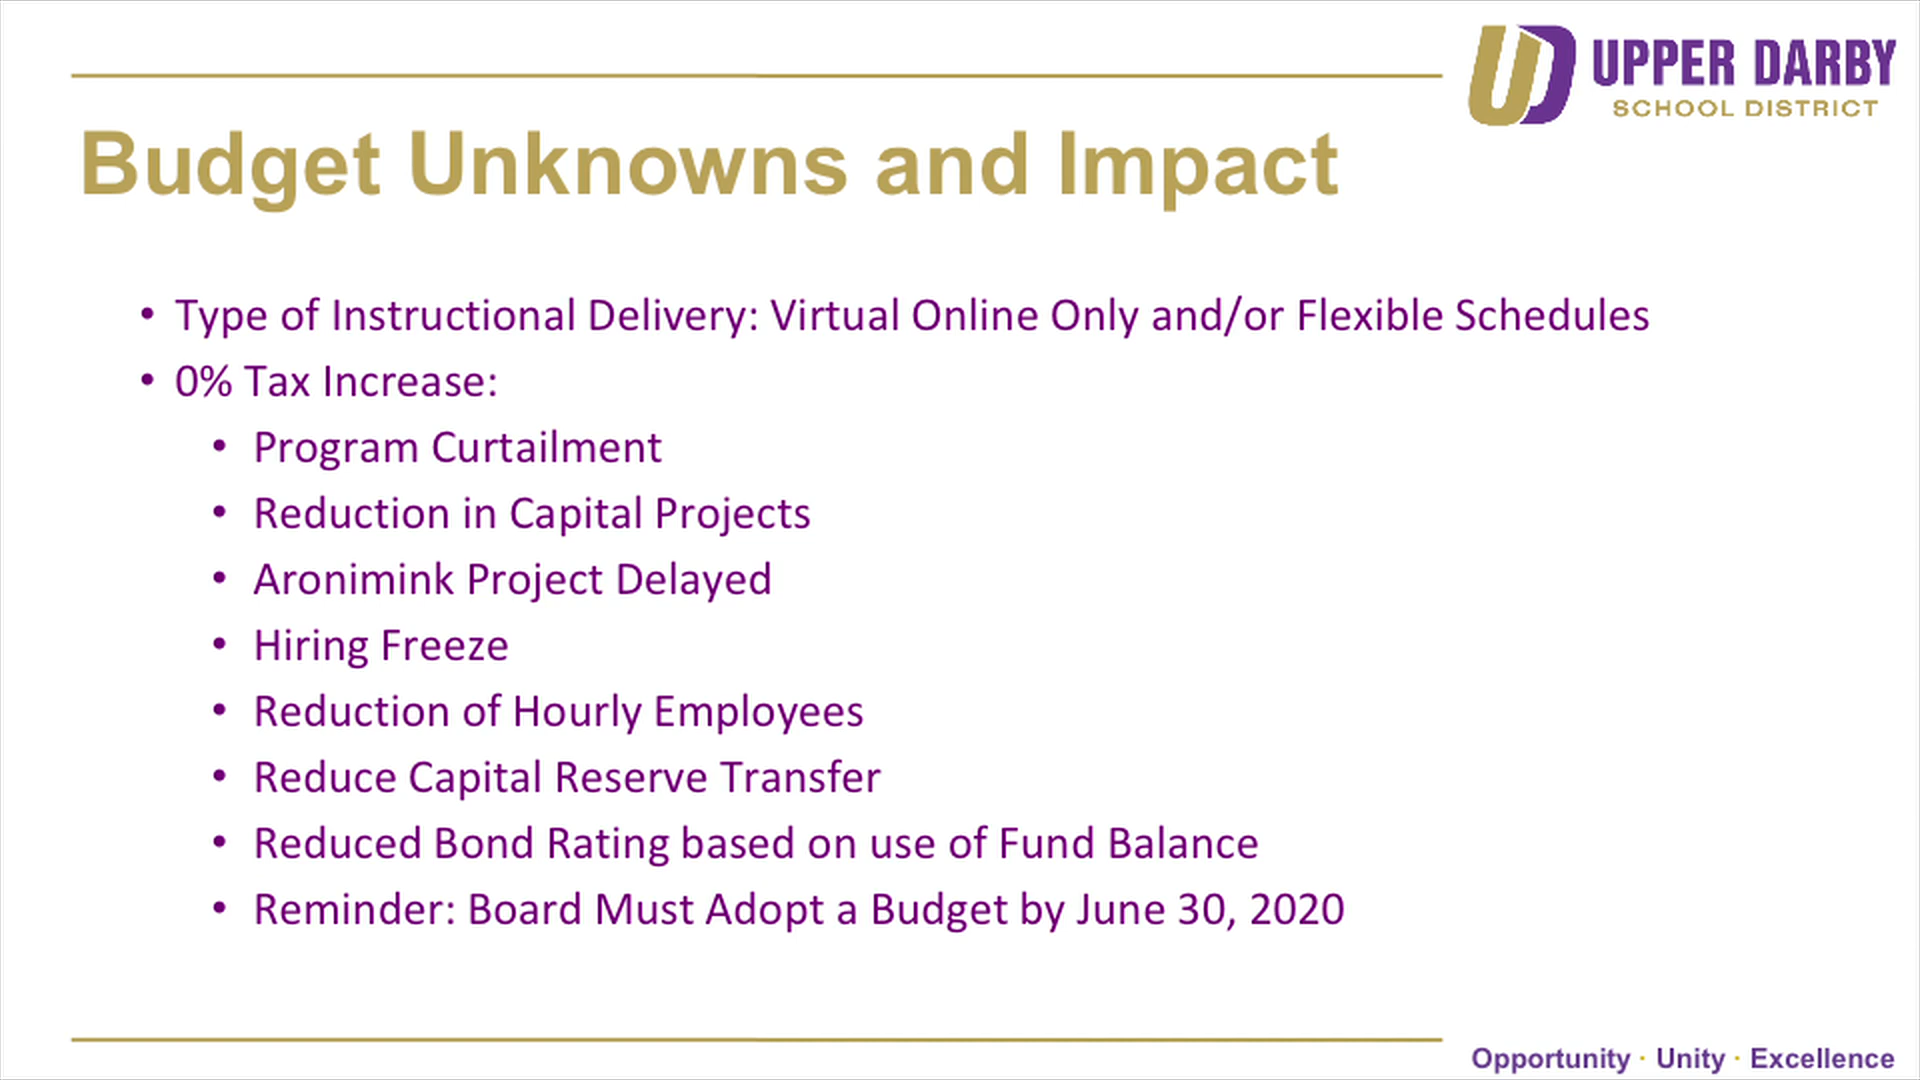 UPPER DARBY
SCHOOL DISTRICT
Budget Unknowns and Impact
• Type of Instructional Delivery: Virtual Online Only and/or Flexible Schedules
• 0% Tax Increase:
• Program Curtailment
• Reduction in Capital Projects
• Aronimink Project Delayed
• Hiring Freeze
• Reduction of Hourly Employees
• Reduce Capital Reserve Transfer
• Reduced Bond Rating based on use of Fund Balance
• Reminder: Board Must Adopt a Budget by June 30, 2020
Opportunity · Unity · Excellence